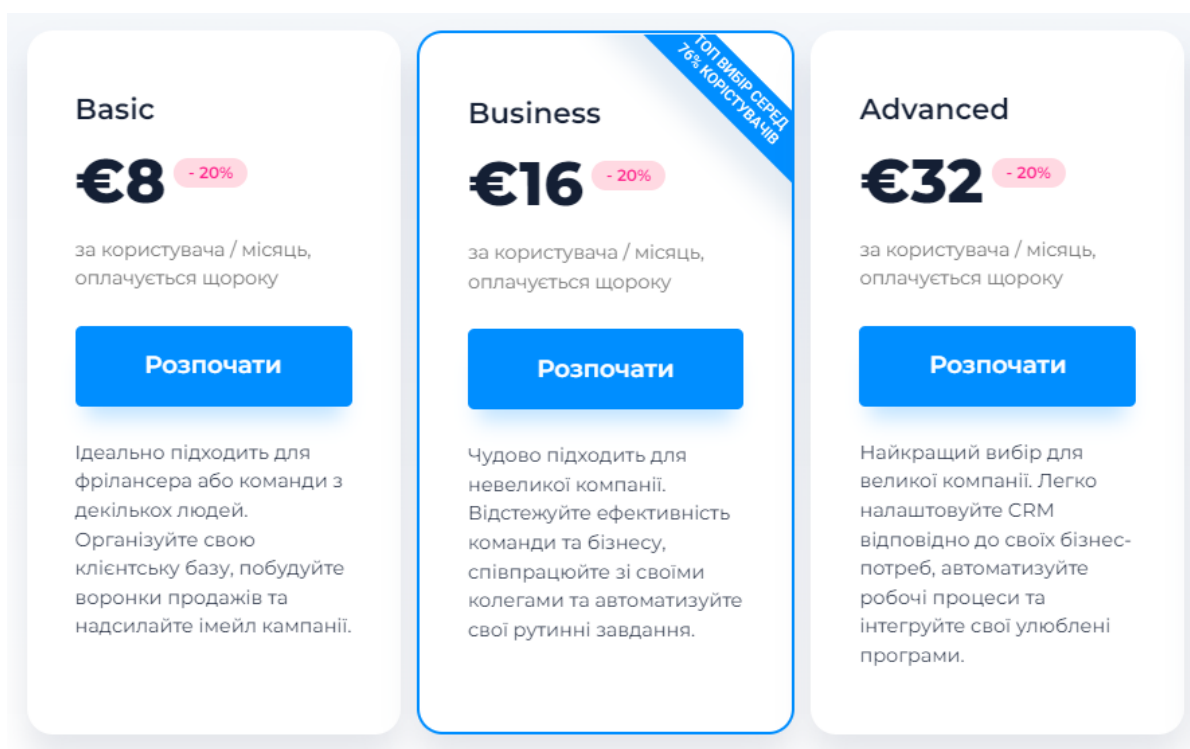 Basic
€8 - 20%
за користувача / місяць,
оплачується щороку
Розпочати
Ідеально підходить для
фрілансера або команди з
декількох людей.
Організуйте свою
клієнтську базу, побудуйте
воронки продажів та
надсилайте імейл кампанії.
ТОП ВИБІР СЕРЕД
76% КОРІСТУВАЧІВ
Business
€16 - 20%
за користувача / місяць,
оплачується щороку
Розпочати
Чудово підходить для
невеликої компанії.
Відстежуйте ефективність
команди та бізнесу,
співпрацюйте зі своїми
колегами та автоматизуйте
свої рутинні завдання.
Advanced
€32 - 20%
за користувача / місяць,
оплачується щороку
Розпочати
Найкращий вибір для
великої компанії. Легко
налаштовуйте CRM
відповідно до своїх бізнес-
потреб, автоматизуйте
робочі процеси та
інтегруйте свої улюблені
програми.